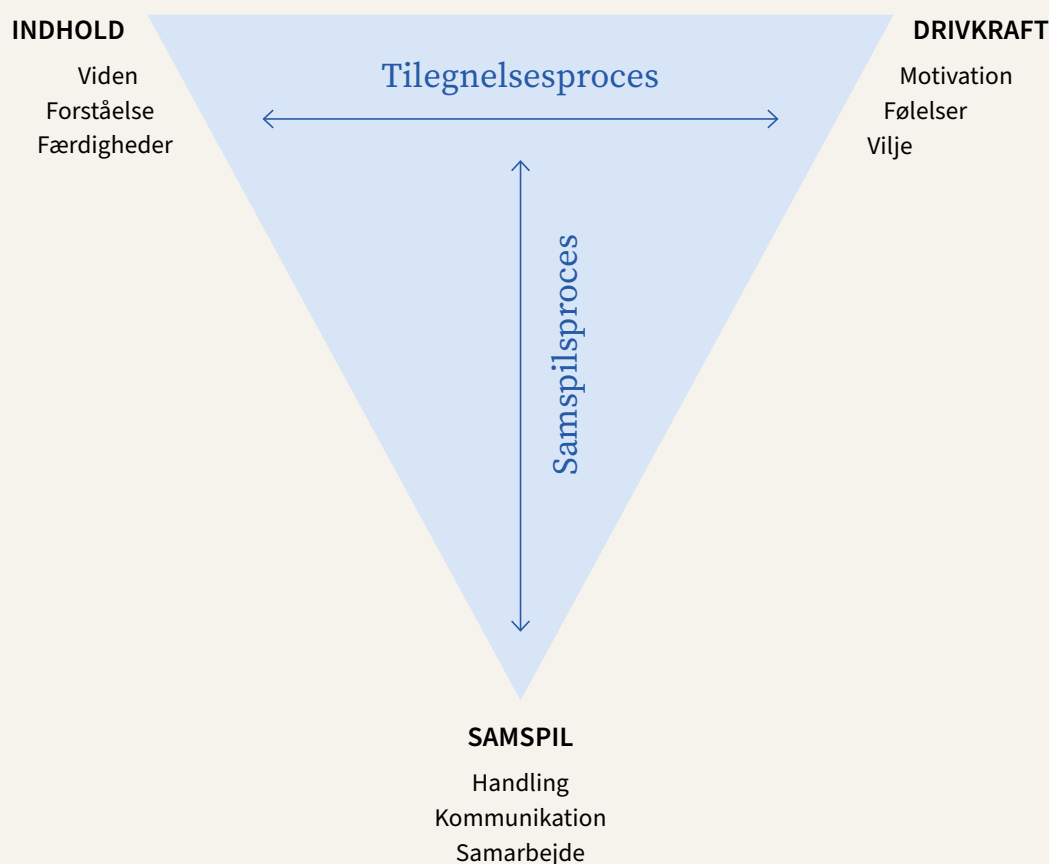 INDHOLD
Viden
Forståelse
Færdigheder
Tilegnelsesproces
DRIVKRAFT
Motivation
Følelser
Vilje
Samspilsproces
SAMSPIL
Handling
Kommunikation
Samarbejde